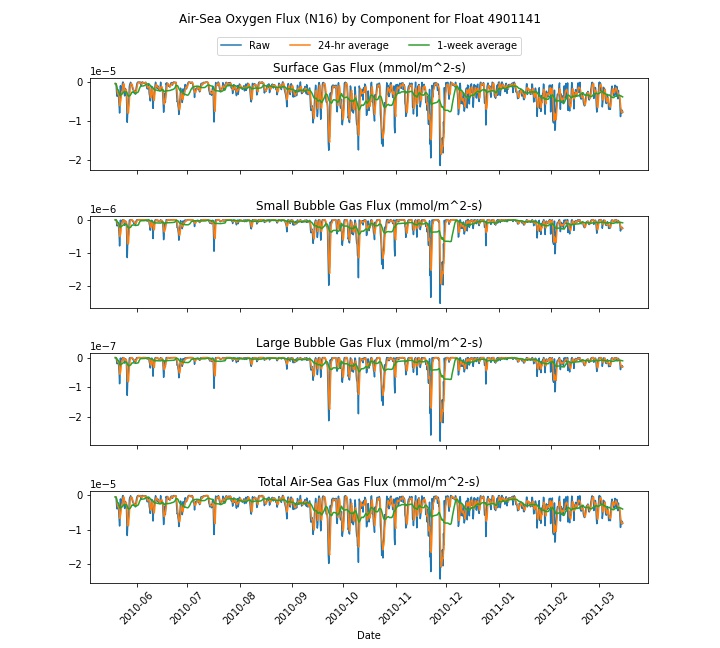 Air-Sea Oxygen Flux (N16) by Component for Float 4901141
Raw 24-hr average 1-week average
Surface Gas Flux (mmol/m^2-s)
1e−5
0
−1
−2
Small Bubble Gas Flux (mmol/m^2-s)
1e−6
0
−1
−2
Large Bubble Gas Flux (mmol/m^2-s)
1e−7
0
−1
−2
Total Air-Sea Gas Flux (mmol/m^2-s)
1e−5
0
−1
−2
2010-06 2010-07 2010-08 2010-09 2010-10 2010-11 2010-12 2011-01 2011-02 2011-03
Date